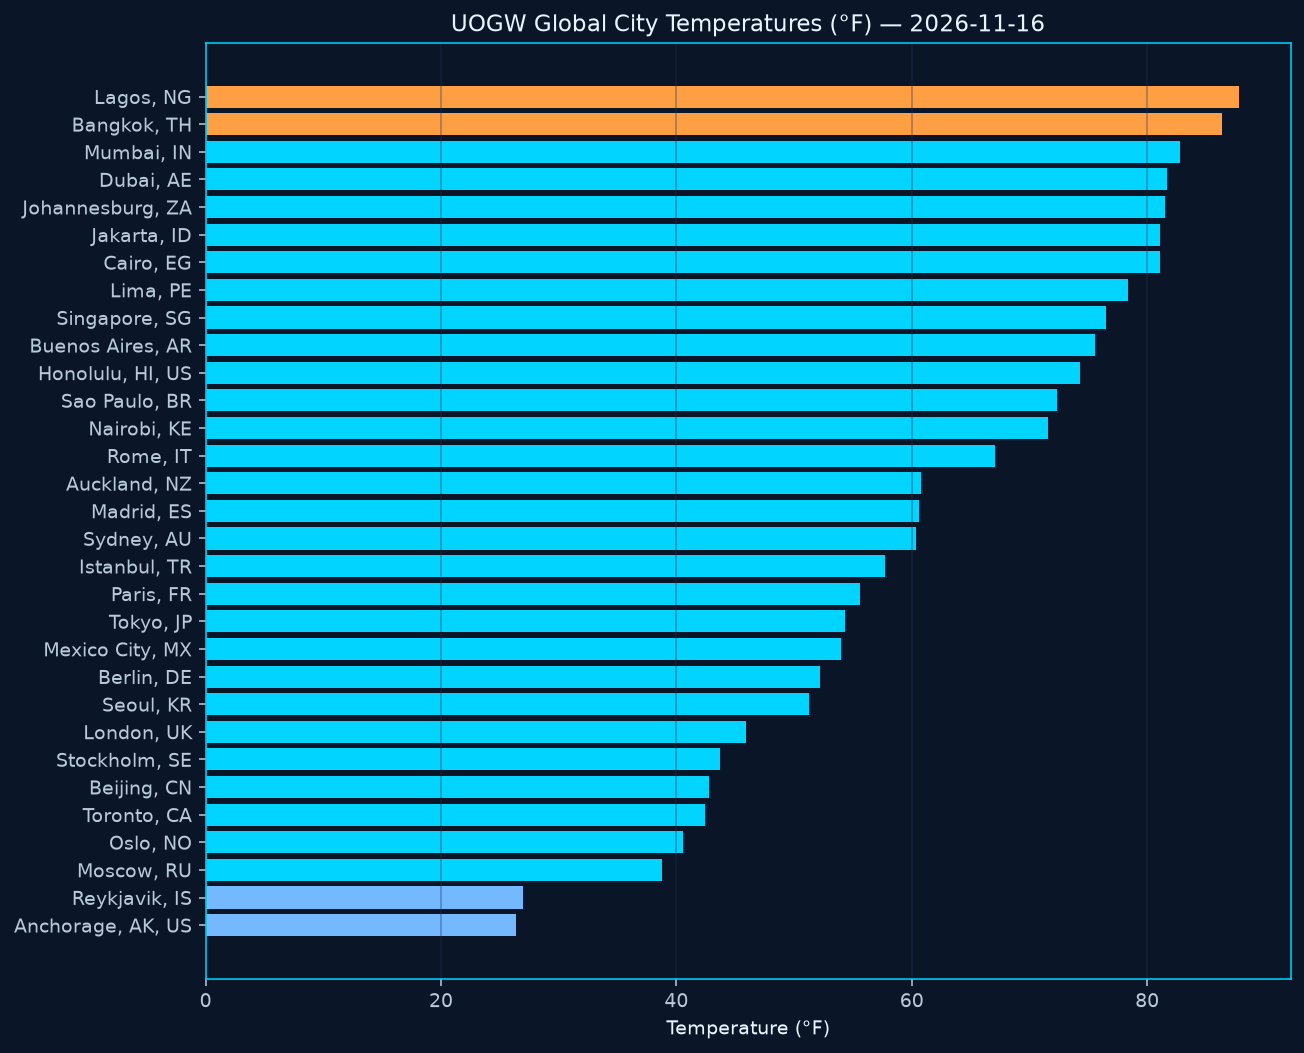 UOGW Global City Temperatures (°F) — 2026-11-16
Lagos, NG
Bangkok, TH
Mumbai, IN
Dubai, AE
Johannesburg, ZA
Jakarta, ID
Cairo, EG
Lima, PE
Singapore, SG
Buenos Aires, AR
Honolulu, HI, US
Sao Paulo, BR
Nairobi, KE
Rome, IT
Auckland, NZ
Madrid, ES
Sydney, AU
Istanbul, TR
Paris, FR
Tokyo, JP
Mexico City, MX
Berlin, DE
Seoul, KR
London, UK
Stockholm, SE
Beijing, CN
Toronto, CA
Oslo, NO
Moscow, RU
Reykjavik, IS
Anchorage, AK, US
0 20 40 60 80
Temperature (°F)